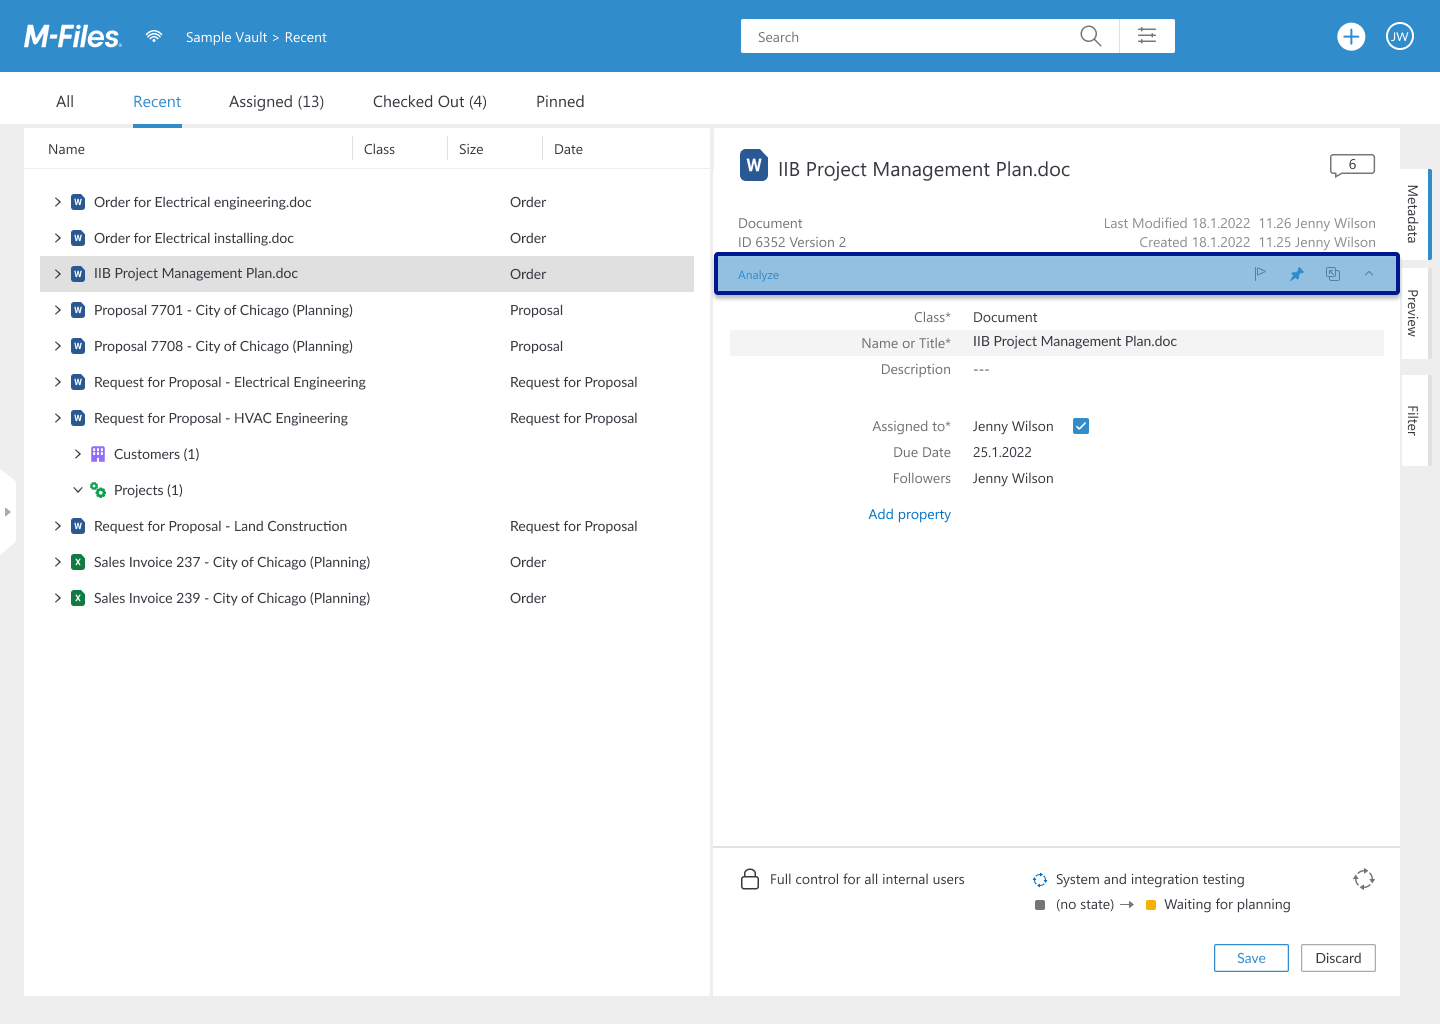 M-Files
Sample Vault > Recent
Search
JW
All
Recent
Assigned (13)
Checked Out (4)
Pinned
Name
Class
Size
Date
Order for Electrical engineering.doc
Order
Order for Electrical installing.doc
Order
IIB Project Management Plan.doc
Order
Proposal 7701 - City of Chicago (Planning)
Proposal
Proposal 7708 - City of Chicago (Planning)
Proposal
Request for Proposal - Electrical Engineering
Request for Proposal
Request for Proposal - HVAC Engineering
Request for Proposal
Customers (1)
Projects (1)
Request for Proposal - Land Construction
Request for Proposal
Sales Invoice 237 - City of Chicago (Planning)
Order
Sales Invoice 239 - City of Chicago (Planning)
Order
IIB Project Management Plan.doc
6
Document
Last Modified 18.1.2022 11.26 Jenny Wilson
ID 6352 Version 2
Created 18.1.2022 11.25 Jenny Wilson
Analyze
Class* Document
Name or Title* IIB Project Management Plan.doc
Description ---
Assigned to* Jenny Wilson
Due Date 25.1.2022
Followers Jenny Wilson
Add property
Full control for all internal users
System and integration testing
(no state) → Waiting for planning
Save
Discard
Metadata
Preview
Filter